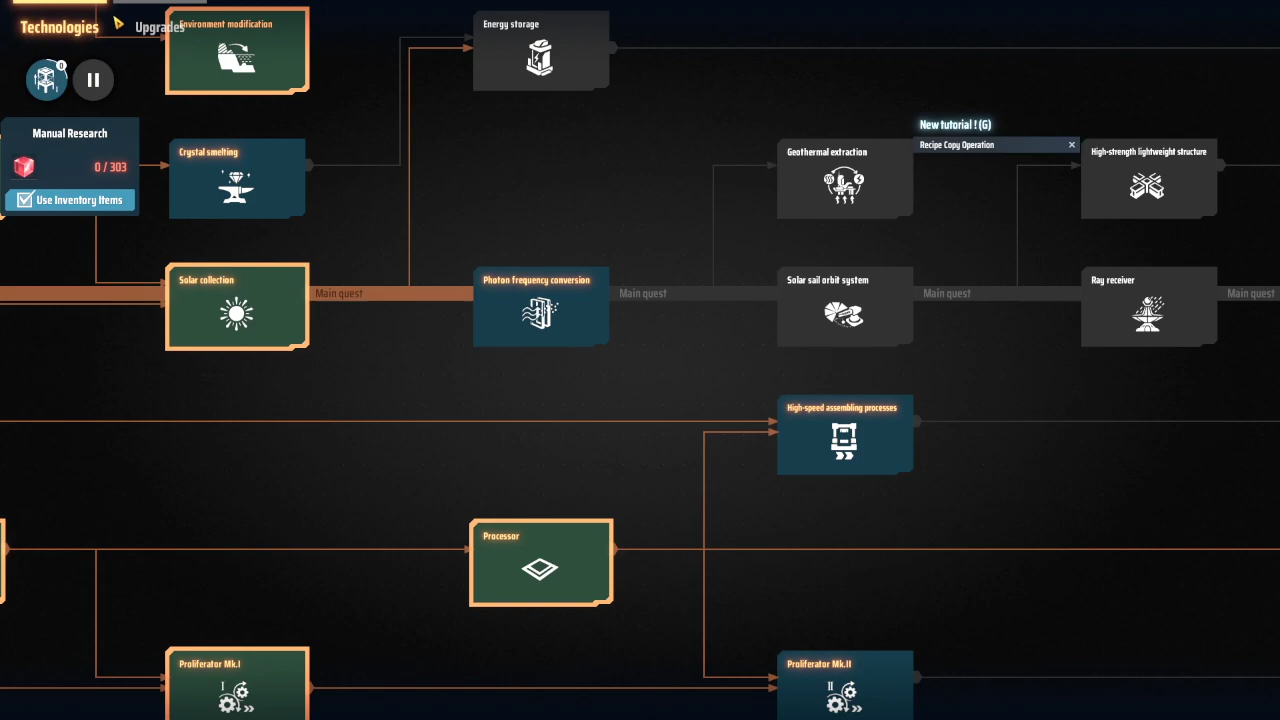 Technologies
Upgrades
Environment modification
Energy storage
0
Manual Research
0 / 303
Use Inventory Items
Crystal smelting
Geothermal extraction
New tutorial ! (G)
Recipe Copy Operation
High-strength lightweight structure
Solar collection
Main quest
Photon frequency conversion
Main quest
Solar sail orbit system
Main quest
Ray receiver
Main quest
High-speed assembling processes
Processor
Proliferator Mk.I
I
Proliferator Mk.II
II